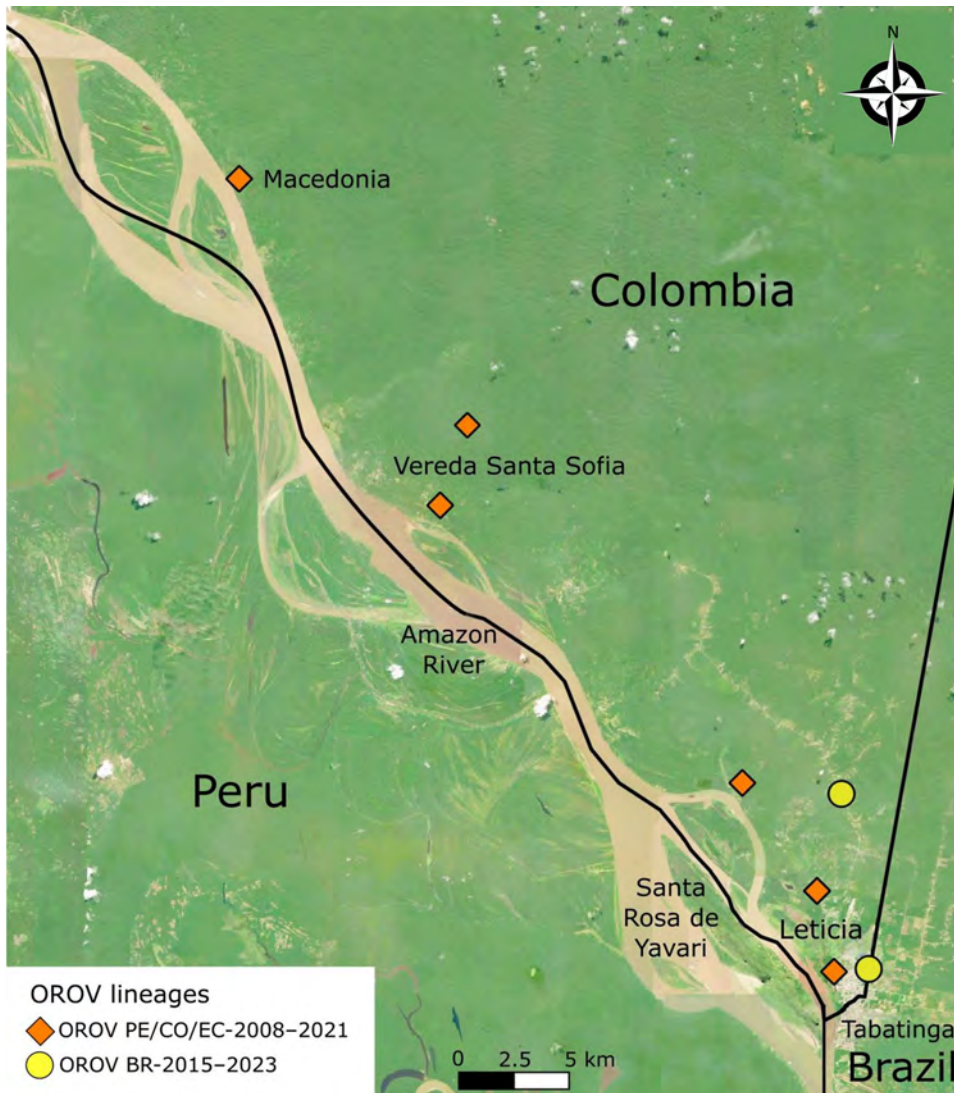 N
Macedonia
Colombia
Vereda Santa Sofia
Amazon
River
Peru
Santa
Rosa de
Yavari
Leticia
Tabatinga
Brazil
OROV lineages
OROV PE/CO/EC-2008–2021
OROV BR-2015–2023
0 2.5 5 km